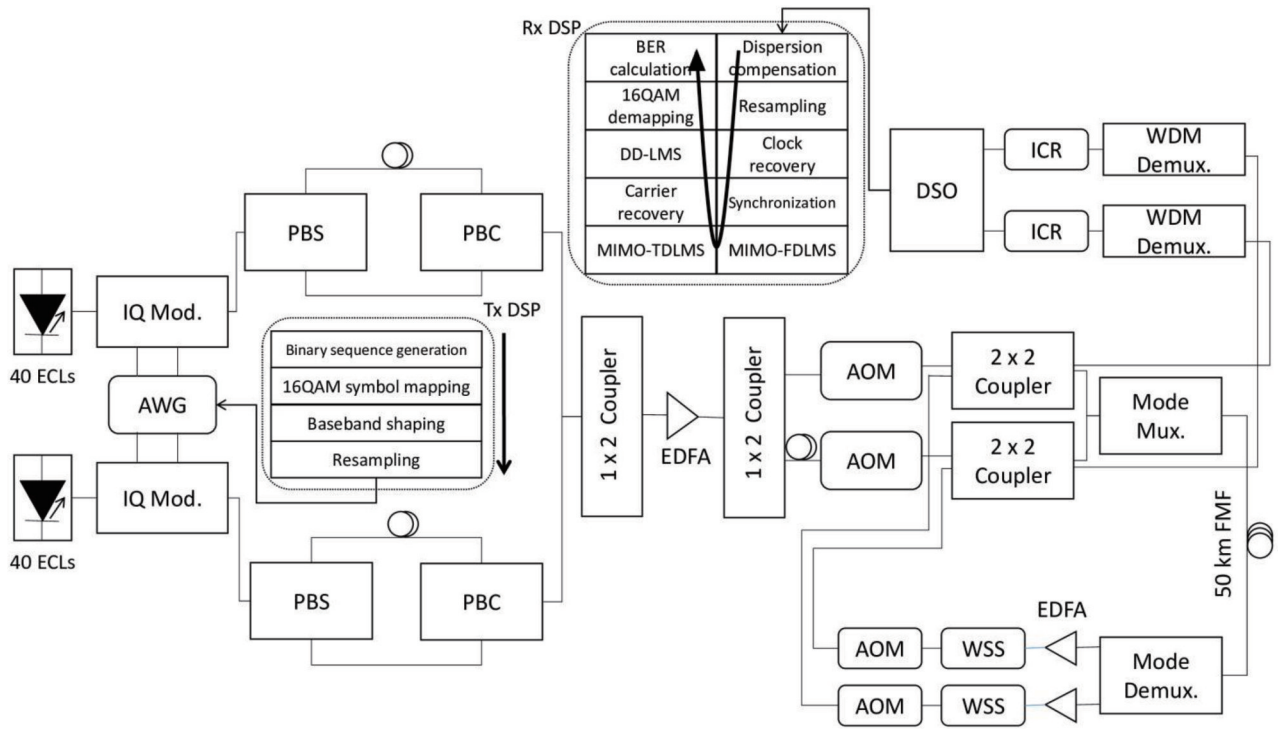 Rx DSP
BER
calculation
Dispersion
compensation
16QAM
demapping
Resampling
DD-LMS
Clock
recovery
Carrier
recovery
Synchronization
MIMO-TDLMS
MIMO-FDLMS
DSO
ICR
WDM
Demux.
ICR
WDM
Demux.
PBS
PBC
IQ Mod.
40 ECLs
AWG
Tx DSP
Binary sequence generation
16QAM symbol mapping
Baseband shaping
Resampling
IQ Mod.
40 ECLs
PBS
PBC
1 x 2 Coupler
EDFA
1 x 2 Coupler
AOM
AOM
2 x 2
Coupler
2 x 2
Coupler
Mode
Mux.
50 km FMF
EDFA
AOM
WSS
AOM
WSS
Mode
Demux.